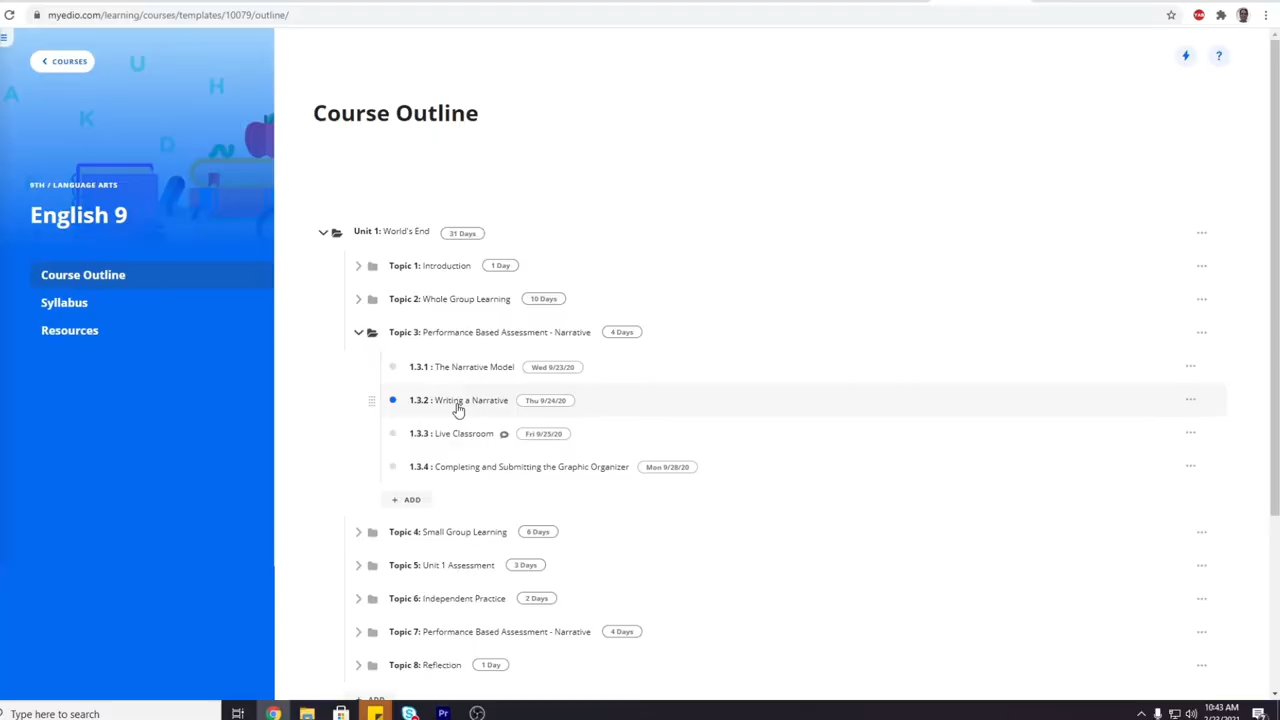 myedio.com/learning/courses/templates/10079/outline/
COURSES
9TH / LANGUAGE ARTS
English 9
Course Outline
Syllabus
Resources
?
Course Outline
Unit 1: World's End 31 Days
Topic 1: Introduction 1 Day
Topic 2: Whole Group Learning 10 Days
Topic 3: Performance Based Assessment - Narrative 4 Days
1.3.1 : The Narrative Model Wed 9/23/20
1.3.2 : Writing a Narrative Thu 9/24/20
1.3.3 : Live Classroom Fri 9/25/20
1.3.4 : Completing and Submitting the Graphic Organizer Mon 9/28/20
+ ADD
Topic 4: Small Group Learning 6 Days
Topic 5: Unit 1 Assessment 3 Days
Topic 6: Independent Practice 2 Days
Topic 7: Performance Based Assessment - Narrative 4 Days
Topic 8: Reflection 1 Day
+ ADD
Type here to search
Pr
10:43 AM
2/23/2021